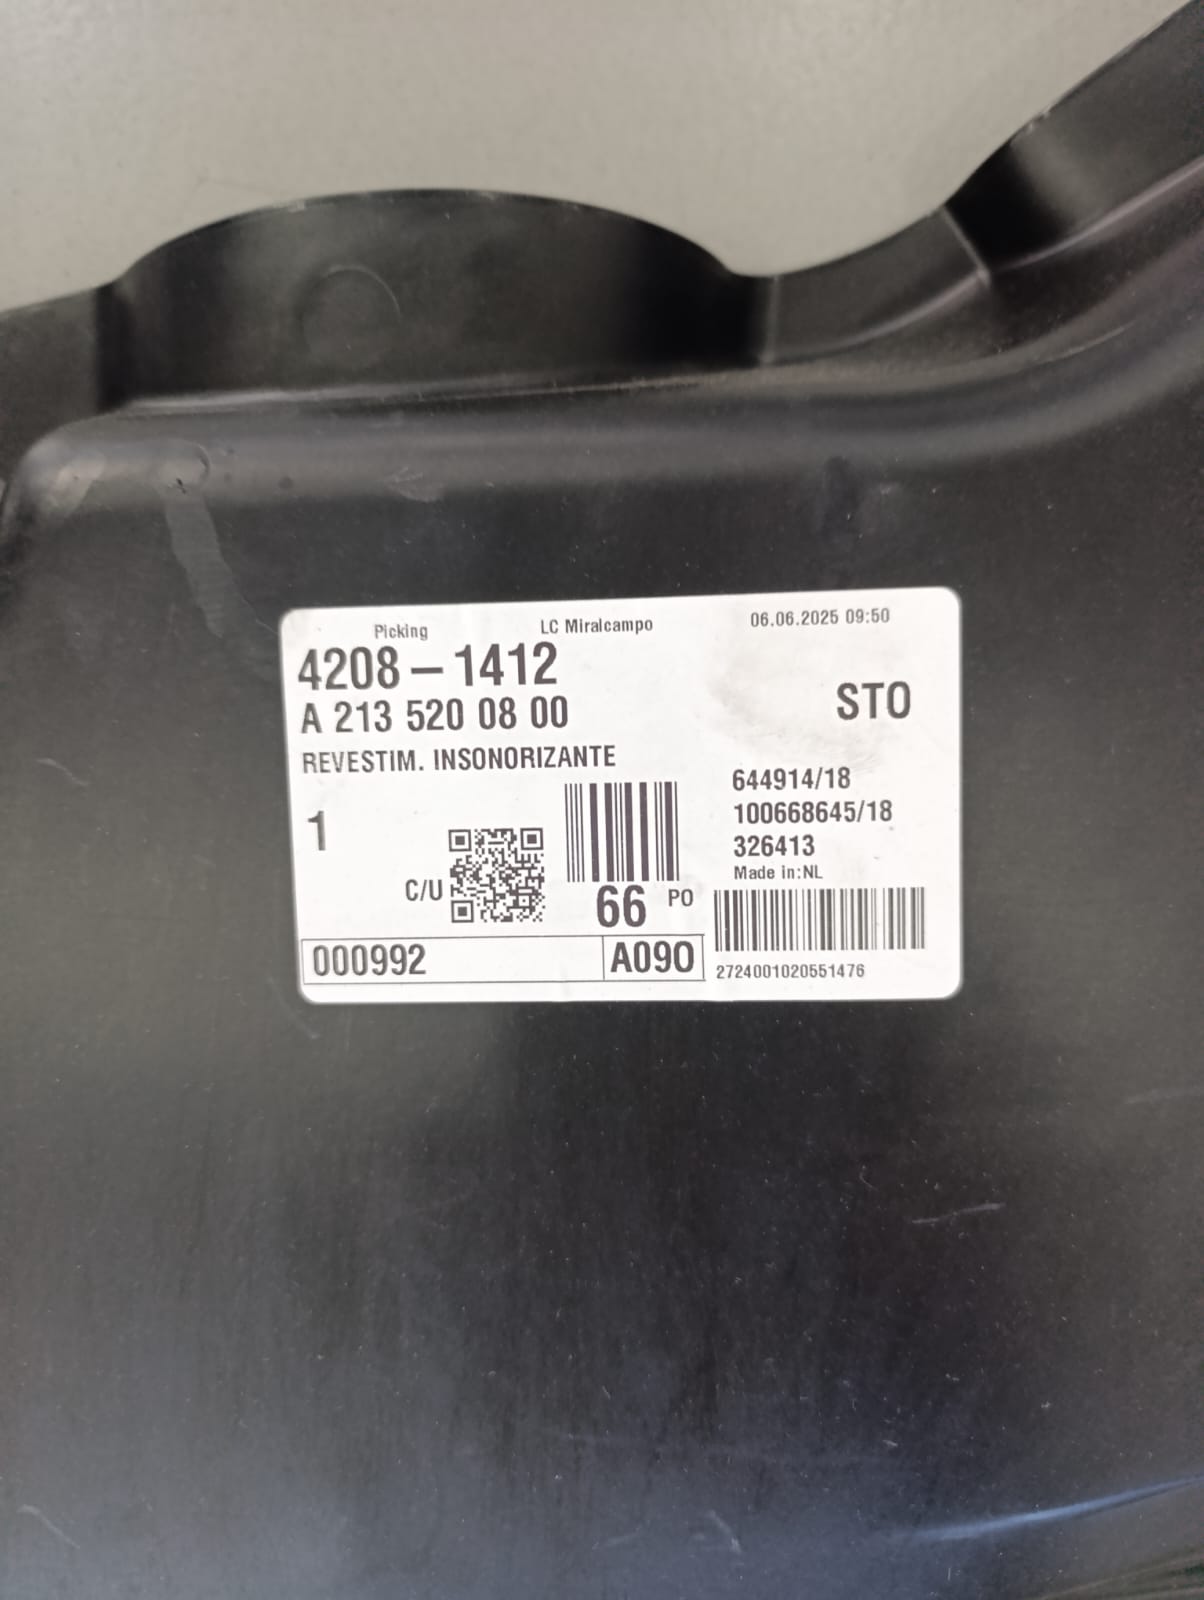 Picking LC Miralcampo 06.06.2025 09:50
4208-1412
A 213 520 08 00
STO
REVESTIM. INSONORIZANTE
644914/18
100668645/18
326413
Made in:NL
1
C/U
66 PO
000992 A090
2724001020551476